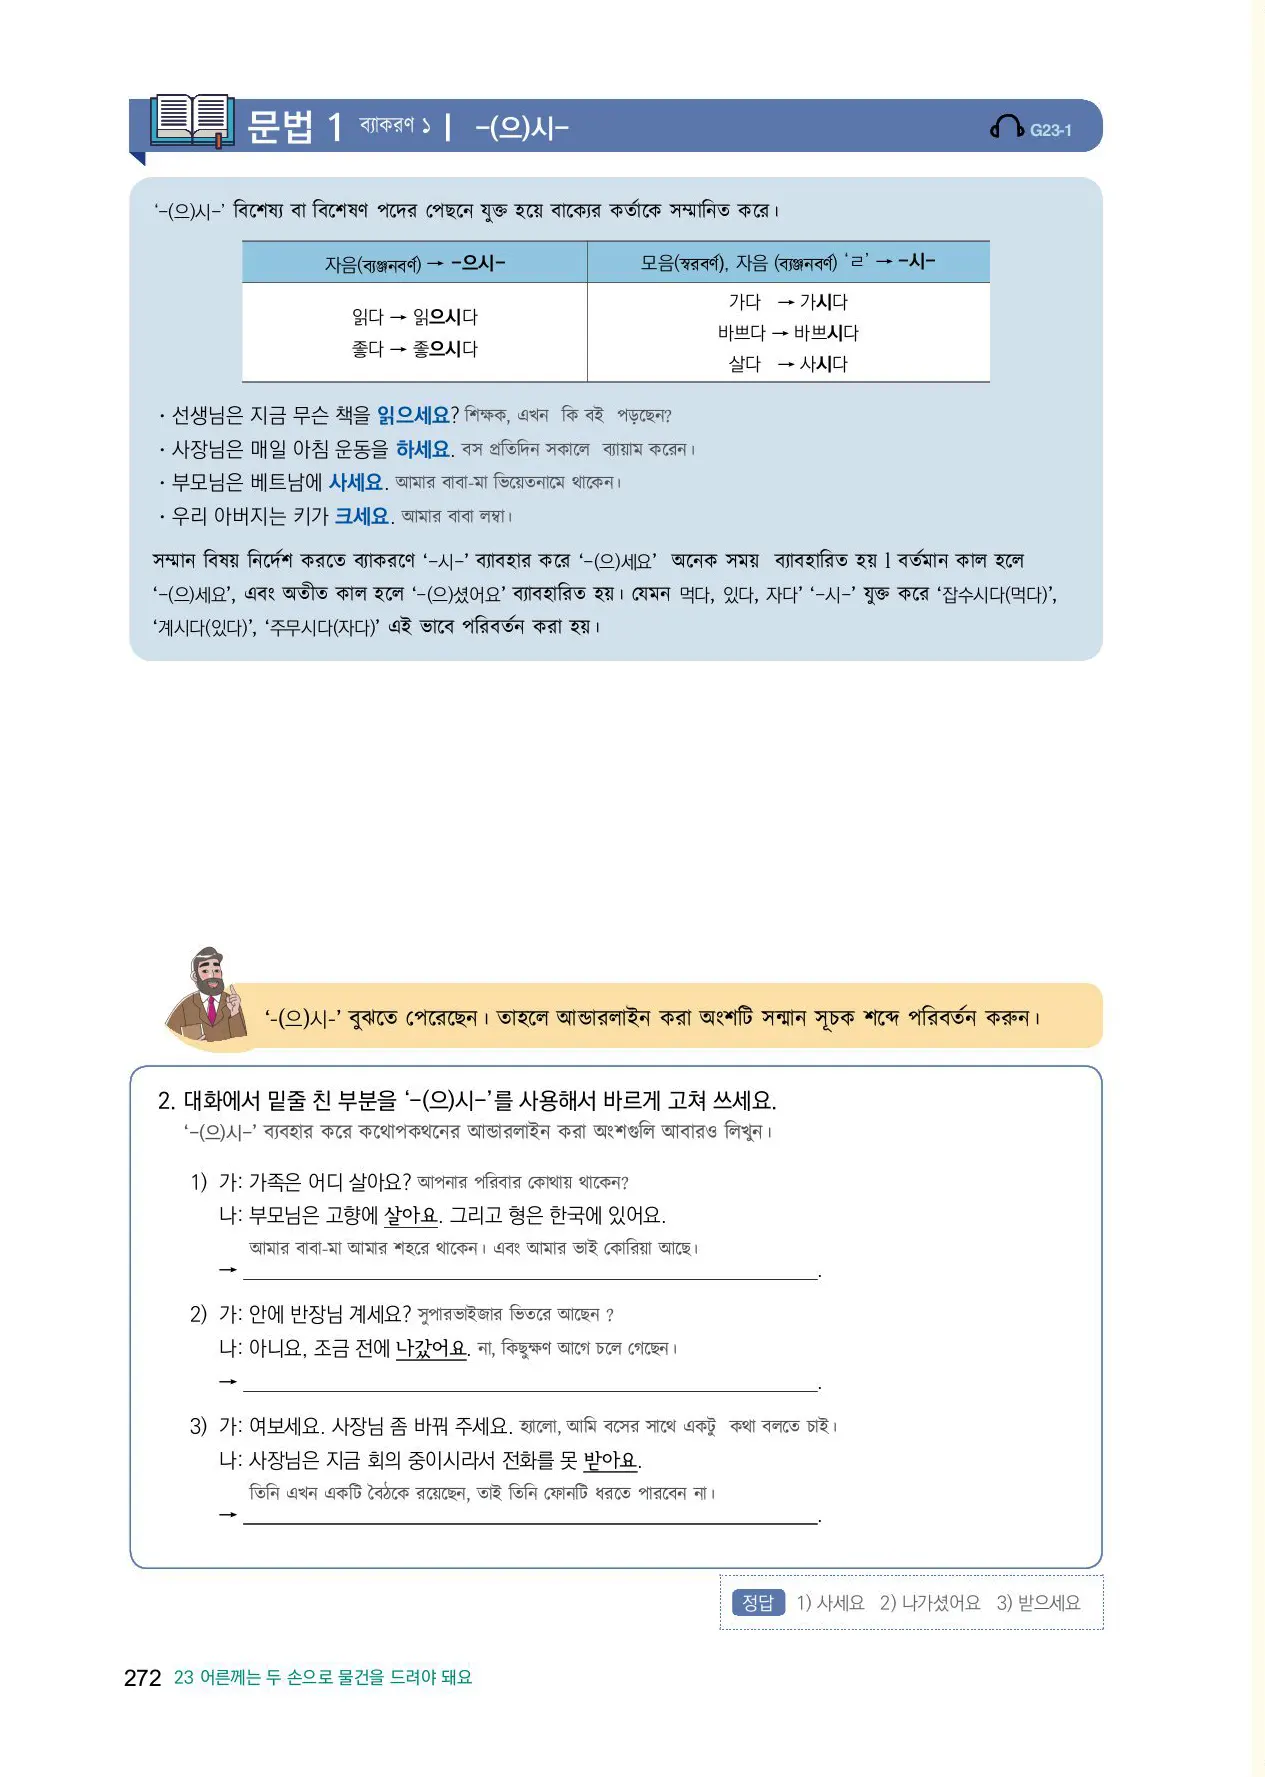 문법 1 ব্যাকরণ ১ | -(으)시-
G23-1
‘-(으)시-’ বিশেষ্য বা বিশেষণ পদের পেছনে যুক্ত হয়ে বাক্যের কর্তাকে সম্মানিত করে।
자음(ব্যঞ্জনবর্ণ) → -으시-
모음(স্বরবর্ণ), 자음 (ব্যঞ্জনবর্ণ) ‘ㄹ’ → -시-
읽다 → 읽으시다
좋다 → 좋으시다
가다 → 가시다
바쁘다 → 바쁘시다
살다 → 사시다
· 선생님은 지금 무슨 책을 읽으세요? শিক্ষক, এখন কি বই পড়ছেন?
· 사장님은 매일 아침 운동을 하세요. বস প্রতিদিন সকালে ব্যায়াম করেন।
· 부모님은 베트남에 사세요. আমার বাবা-মা ভিয়েতনামে থাকেন।
· 우리 아버지는 키가 크세요. আমার বাবা লম্বা।
সম্মান বিষয় নির্দেশ করতে ব্যাকরণে ‘-시-’ ব্যাবহার করে ‘-(으)세요’ অনেক সময় ব্যাবহারিত হয় l বর্তমান কাল হলে
‘-(으)세요’, এবং অতীত কাল হলে ‘-(으)셨어요’ ব্যাবহারিত হয়। যেমন 먹다, 있다, 자다’ ‘-시-’ যুক্ত করে ‘잡수시다(먹다)’,
‘계시다(있다)’, ‘주무시다(자다)’ এই ভাবে পরিবর্তন করা হয়।
‘-(으)시-’ বুঝতে পেরেছেন। তাহলে আন্ডারলাইন করা অংশটি সন্মান সূচক শব্দে পরিবর্তন করুন।
2. 대화에서 밑줄 친 부분을 ‘-(으)시-’를 사용해서 바르게 고쳐 쓰세요.
‘-(으)시-’ ব্যবহার করে কথোপকথনের আন্ডারলাইন করা অংশগুলি আবারও লিখুন।
1) 가: 가족은 어디 살아요? আপনার পরিবার কোথায় থাকেন?
나: 부모님은 고향에 살아요. 그리고 형은 한국에 있어요.
আমার বাবা-মা আমার শহরে থাকেন। এবং আমার ভাই কোরিয়া আছে।
→ .
2) 가: 안에 반장님 계세요? সুপারভাইজার ভিতরে আছেন ?
나: 아니요, 조금 전에 나갔어요. না, কিছুক্ষণ আগে চলে গেছেন।
→ .
3) 가: 여보세요. 사장님 좀 바꿔 주세요. হ্যালো, আমি বসের সাথে একটু কথা বলতে চাই।
나: 사장님은 지금 회의 중이시라서 전화를 못 받아요.
তিনি এখন একটি বৈঠকে রয়েছেন, তাই তিনি ফোনটি ধরতে পারবেন না।
→ .
정답 1) 사세요 2) 나가셨어요 3) 받으세요
272 23 어른께는 두 손으로 물건을 드려야 돼요